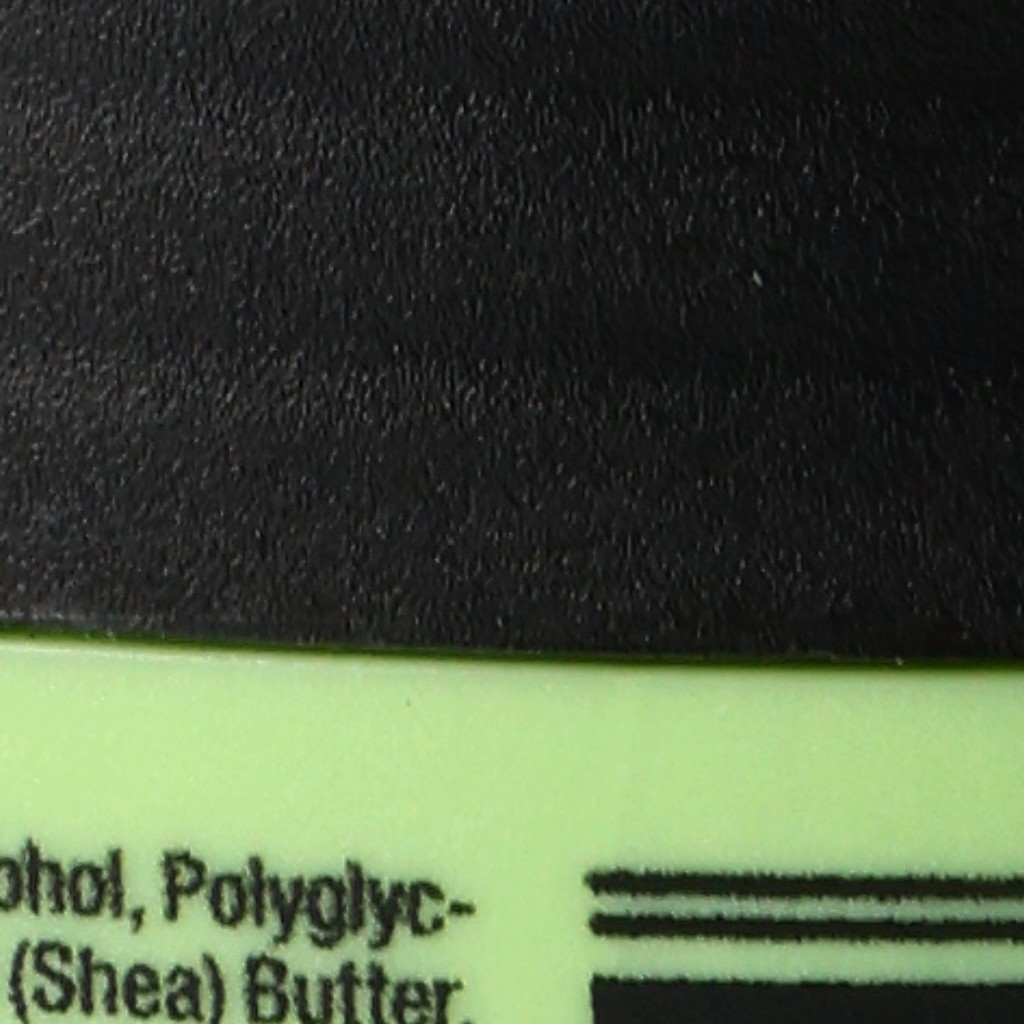 ohol, Polyglyc-
(Shea) Butter,